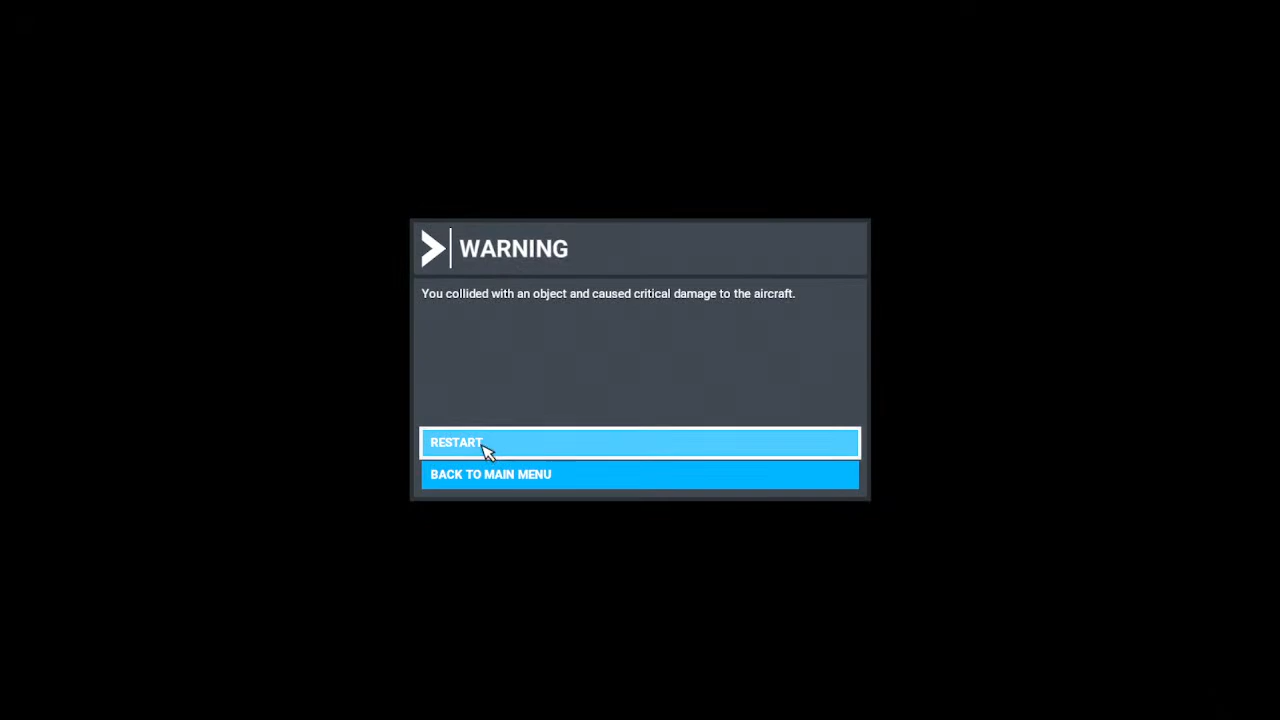 WARNING
You collided with an object and caused critical damage to the aircraft.
RESTART
BACK TO MAIN MENU